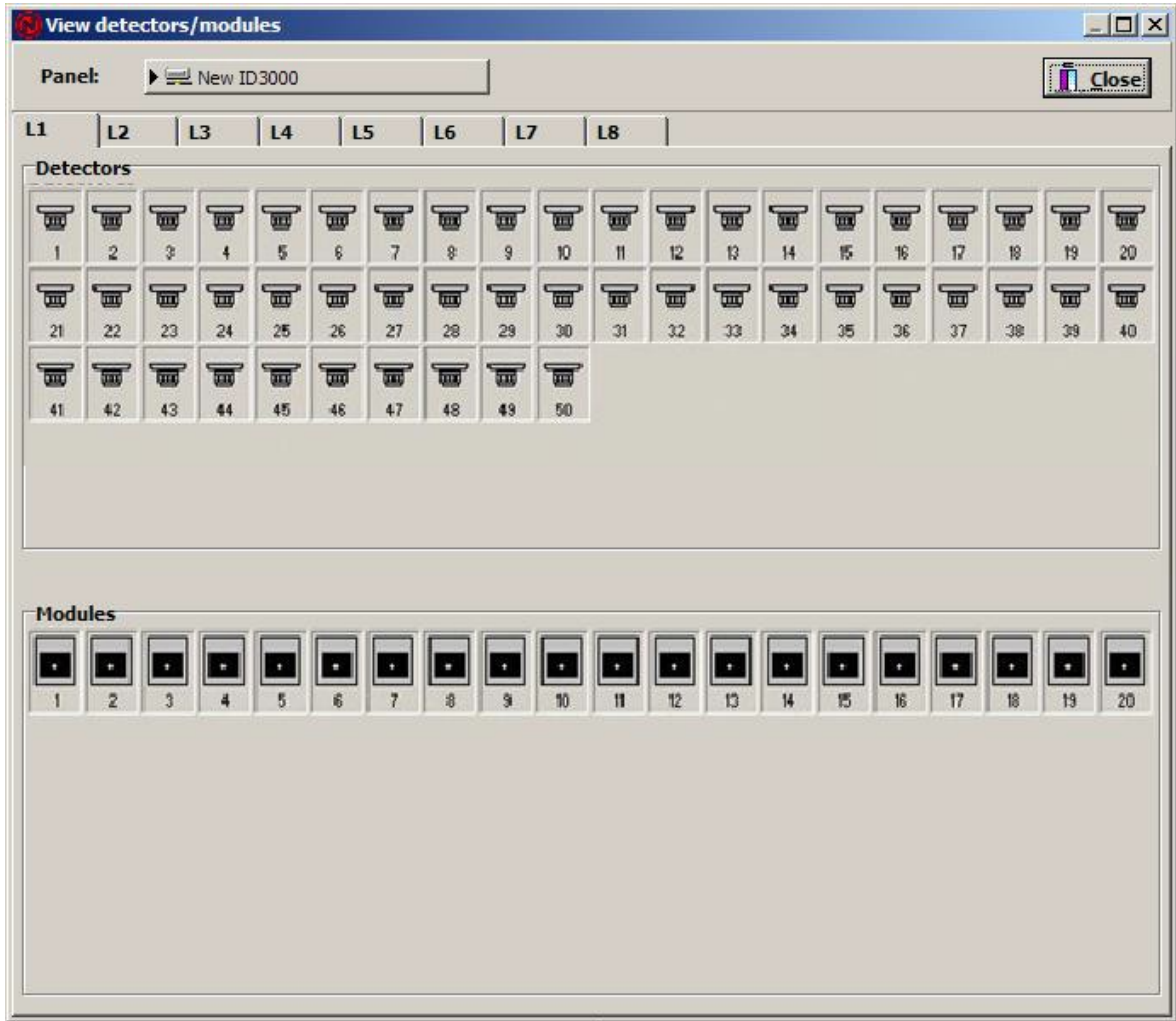 View detectors/modules
Panel: New ID3000 Close
L1 L2 L3 L4 L5 L6 L7 L8
Detectors
1 2 3 4 5 6 7 8 9 10 11 12 13 14 15 16 17 18 19 20
21 22 23 24 25 26 27 28 29 30 31 32 33 34 35 36 37 38 39 40
41 42 43 44 45 46 47 48 49 50
Modules
1 2 3 4 5 6 7 8 9 10 11 12 13 14 15 16 17 18 19 20